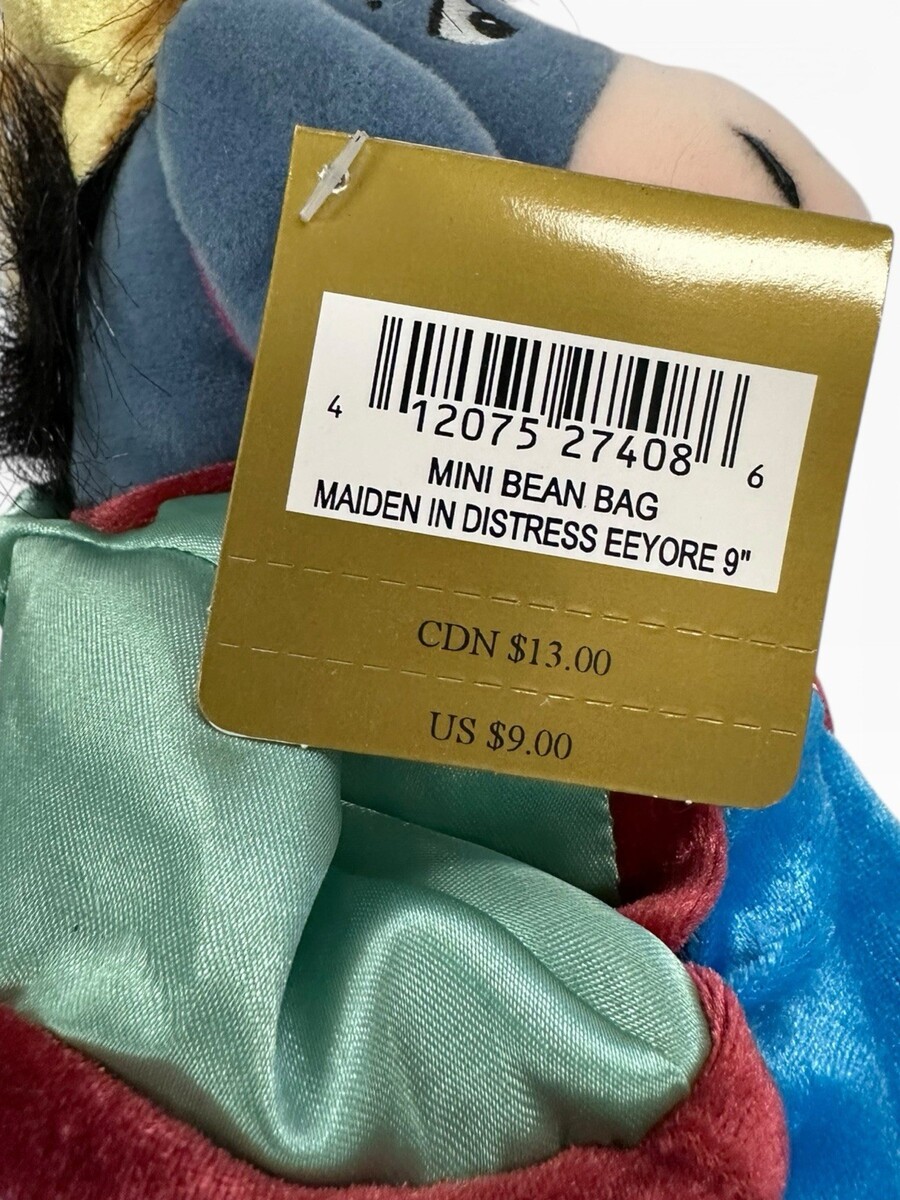 4 12075 27408 6
MINI BEAN BAG
MAIDEN IN DISTRESS EEYORE 9"
CDN $13.00
US $9.00